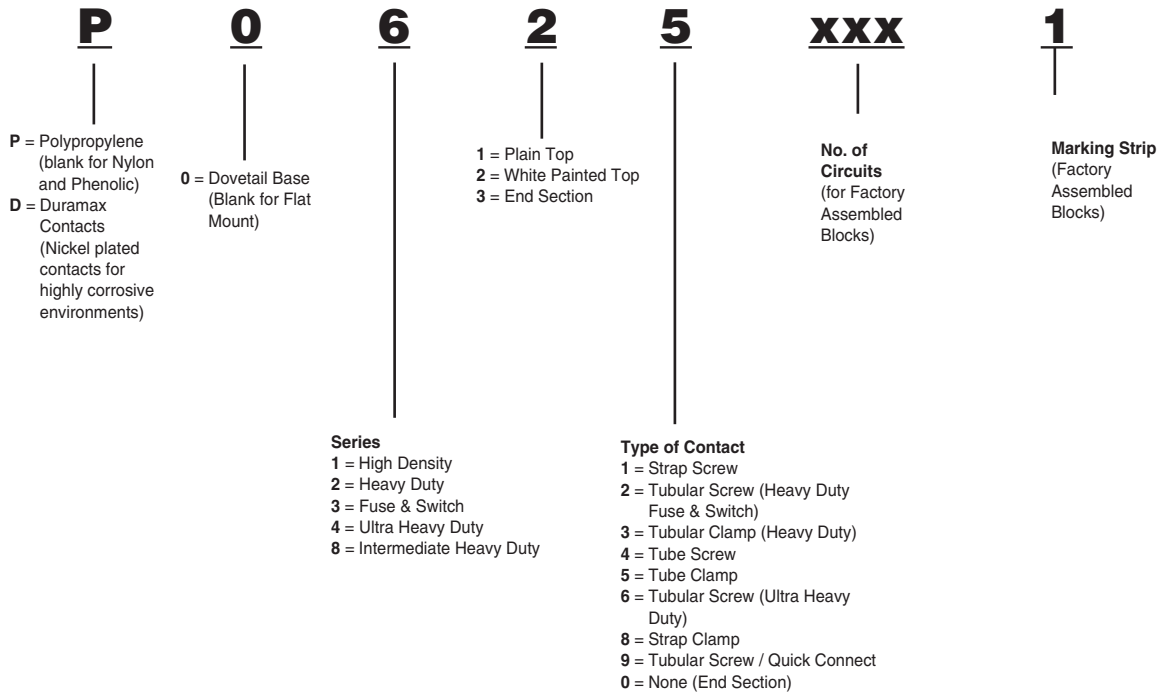 P 0 6 2 5 xxx 1
P = Polypropylene
(blank for Nylon
and Phenolic)
D = Duramax
Contacts
(Nickel plated
contacts for
highly corrosive
environments)
0 = Dovetail Base
(Blank for Flat
Mount)
1 = Plain Top
2 = White Painted Top
3 = End Section
No. of
Circuits
(for Factory
Assembled
Blocks)
Marking Strip
(Factory
Assembled
Blocks)
Series
1 = High Density
2 = Heavy Duty
3 = Fuse & Switch
4 = Ultra Heavy Duty
8 = Intermediate Heavy Duty
Type of Contact
1 = Strap Screw
2 = Tubular Screw (Heavy Duty
Fuse & Switch)
3 = Tubular Clamp (Heavy Duty)
4 = Tube Screw
5 = Tube Clamp
6 = Tubular Screw (Ultra Heavy
Duty)
8 = Strap Clamp
9 = Tubular Screw / Quick Connect
0 = None (End Section)